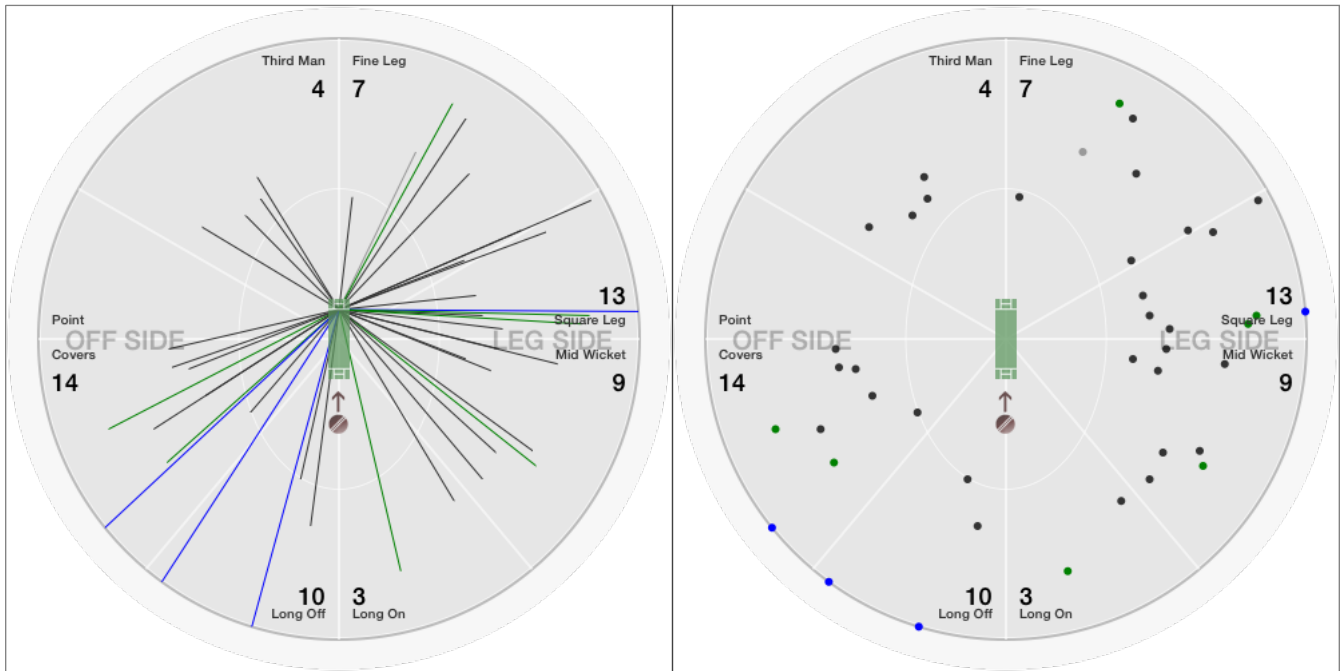 Third Man Fine Leg
4 7
13
Point Square Leg
OFF SIDE LEG SIDE
Covers Mid Wicket
14 9
10 3
Long Off Long On
Third Man Fine Leg
4 7
13
Point Square Leg
OFF SIDE LEG SIDE
Covers Mid Wicket
14 9
10 3
Long Off Long On